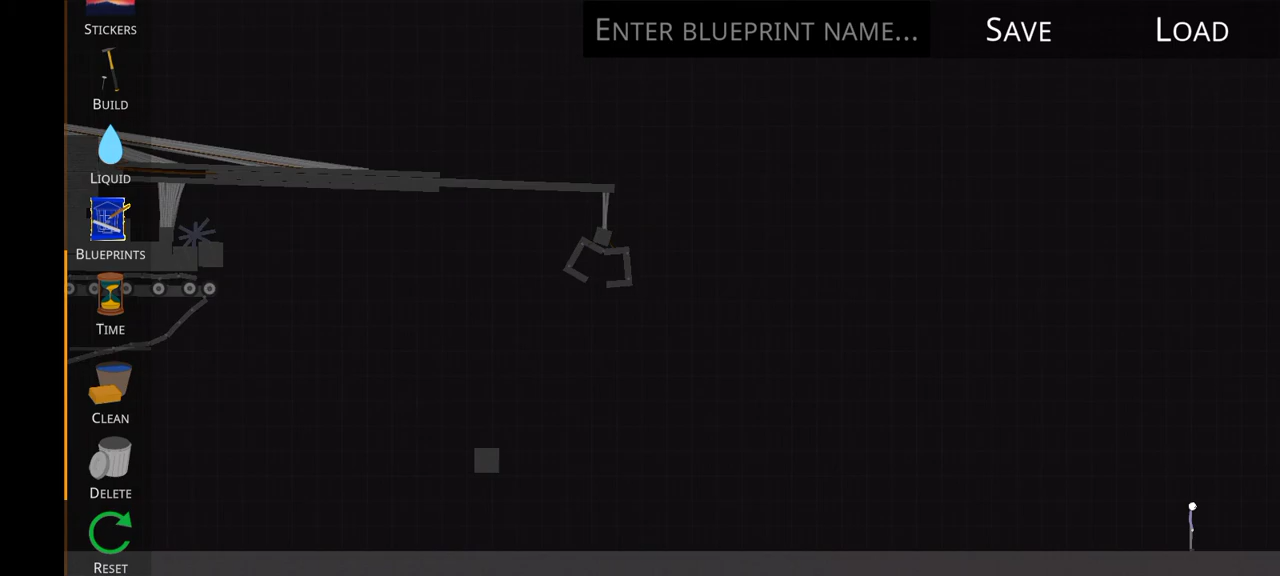 STICKERS
ENTER BLUEPRINT NAME...
SAVE
LOAD
BUILD
LIQUID
BLUEPRINTS
TIME
CLEAN
DELETE
RESET